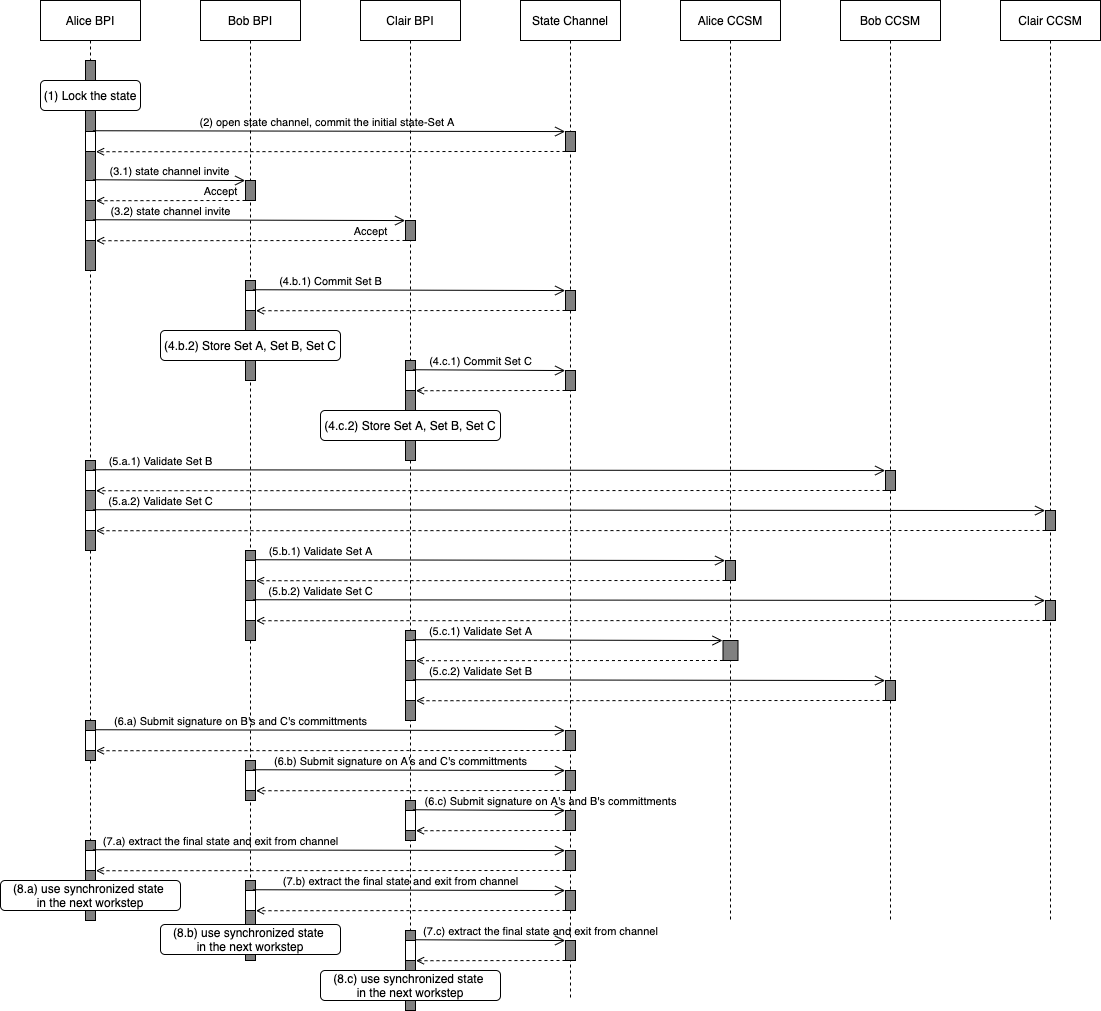 Alice BPI
Bob BPI
Clair BPI
State Channel
Alice CCSM
Bob CCSM
Clair CCSM
(1) Lock the state
(2) open state channel, commit the initial state-Set A
(3.1) state channel invite
Accept
(3.2) state channel invite
Accept
(4.b.1) Commit Set B
(4.b.2) Store Set A, Set B, Set C
(4.c.1) Commit Set C
(4.c.2) Store Set A, Set B, Set C
(5.a.1) Validate Set B
(5.a.2) Validate Set C
(5.b.1) Validate Set A
(5.b.2) Validate Set C
(5.c.1) Validate Set A
(5.c.2) Validate Set B
(6.a) Submit signature on B's and C's committments
(6.b) Submit signature on A's and C's committments
(6.c) Submit signature on A's and B's committments
(7.a) extract the final state and exit from channel
(8.a) use synchronized state
in the next workstep
(7.b) extract the final state and exit from channel
(8.b) use synchronized state
in the next workstep
(7.c) extract the final state and exit from channel
(8.c) use synchronized state
in the next workstep